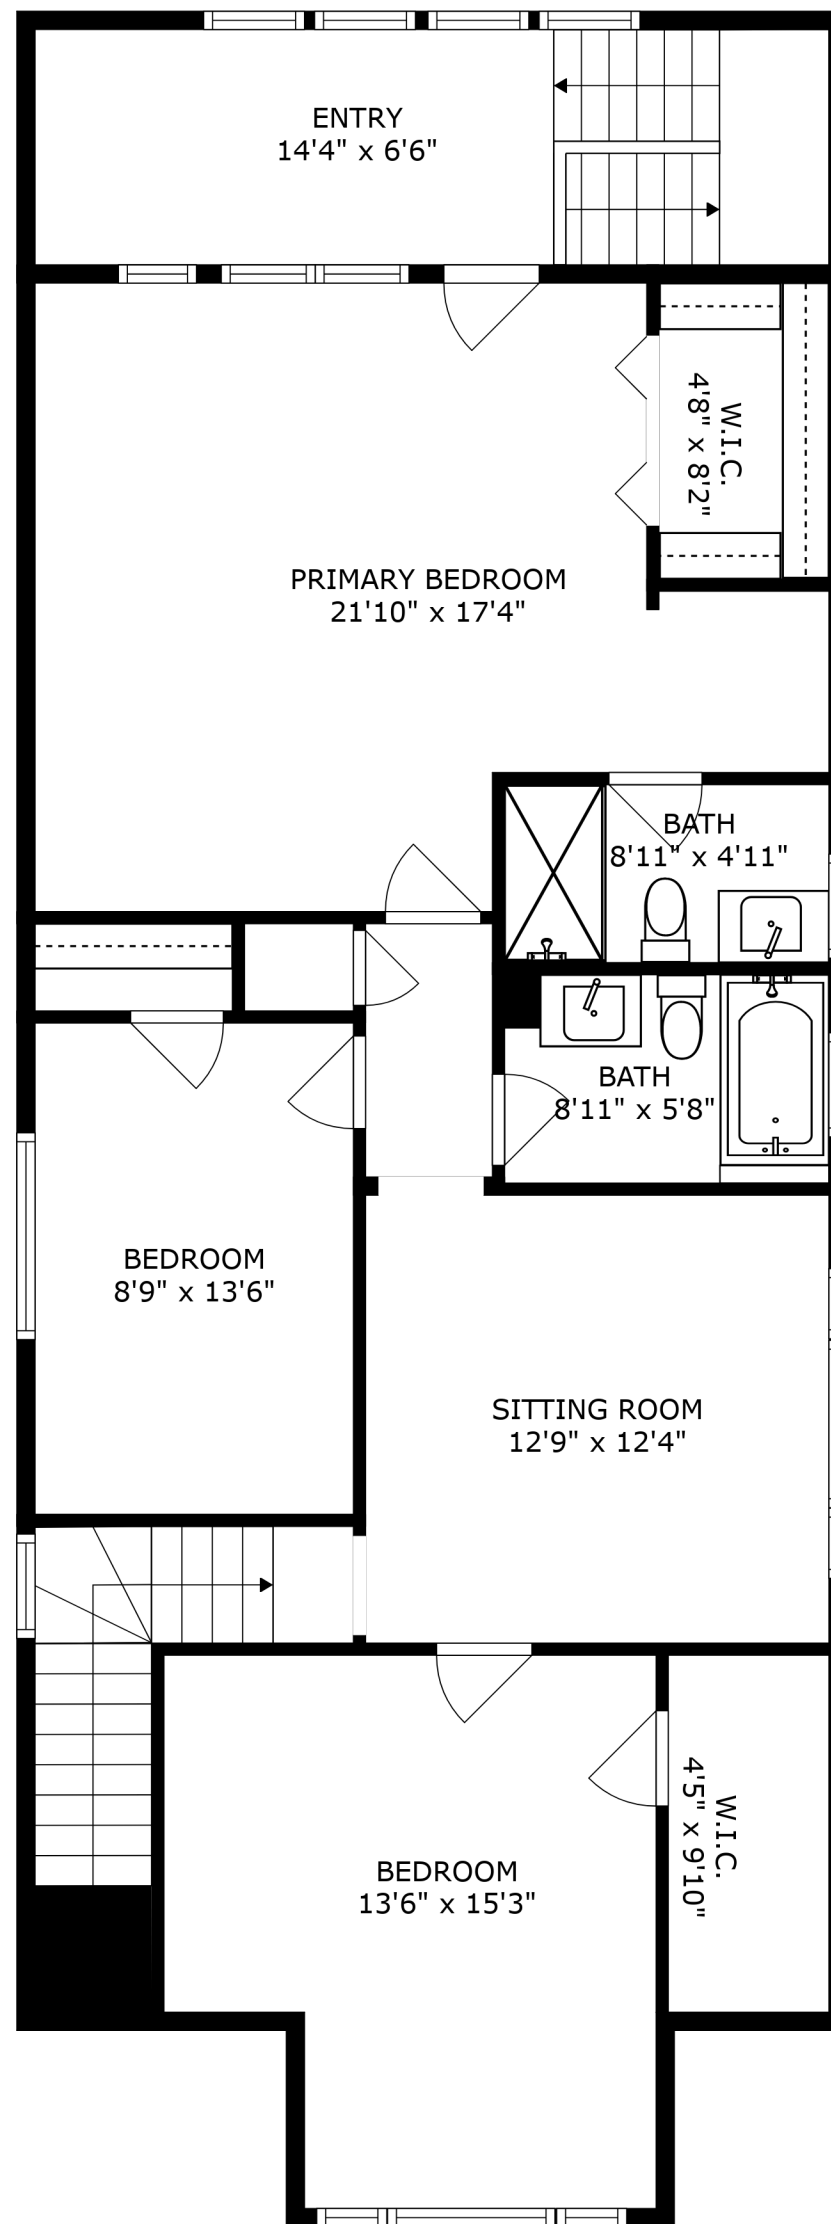 ENTRY
14'4" x 6'6"
W.I.C.
4'8" x 8'2"
PRIMARY BEDROOM
21'10" x 17'4"
BATH
8'11" x 4'11"
BATH
8'11" x 5'8"
BEDROOM
8'9" x 13'6"
SITTING ROOM
12'9" x 12'4"
W.I.C.
4'5" x 9'10"
BEDROOM
13'6" x 15'3"